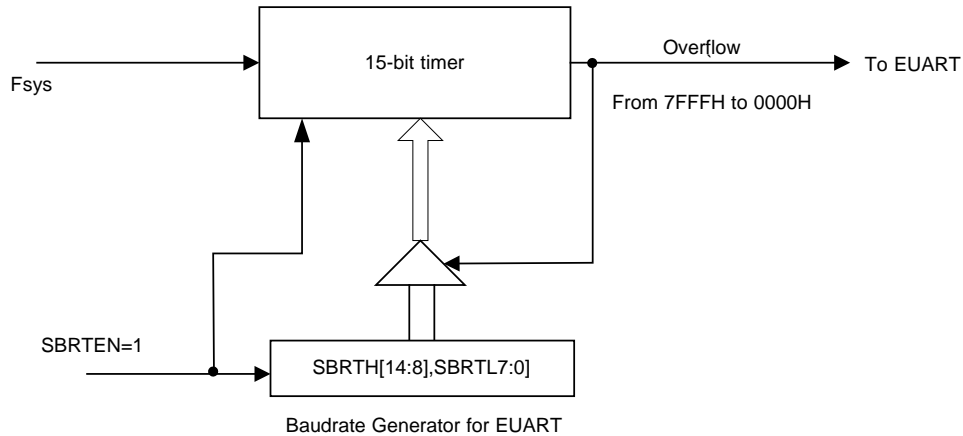 15-bit timer
Overflow
To EUART
Fsys
From 7FFFH to 0000H
SBRTEN=1
SBRTH[14:8],SBRTL7:0]
Baudrate Generator for EUART